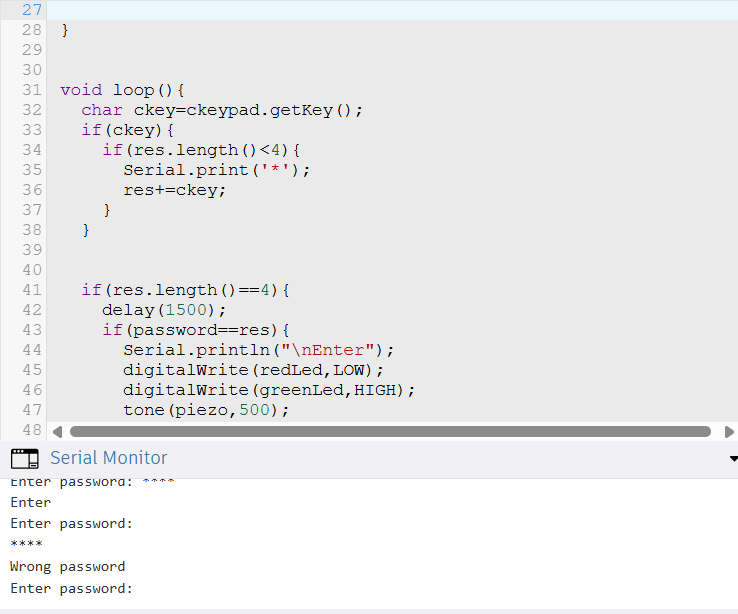 27
28 }
29
30
31 void loop(){
32   char ckey=ckeypad.getKey();
33   if(ckey){
34     if(res.length()<4){
35       Serial.print('*');
36       res+=ckey;
37     }
38   }
39
40
41   if(res.length()==4){
42     delay(1500);
43     if(password==res){
44       Serial.println("\nEnter");
45       digitalWrite(redLed,LOW);
46       digitalWrite(greenLed,HIGH);
47       tone(piezo,500);
48
Serial Monitor
Enter password: ****
Enter
Enter password:
****
Wrong password
Enter password: